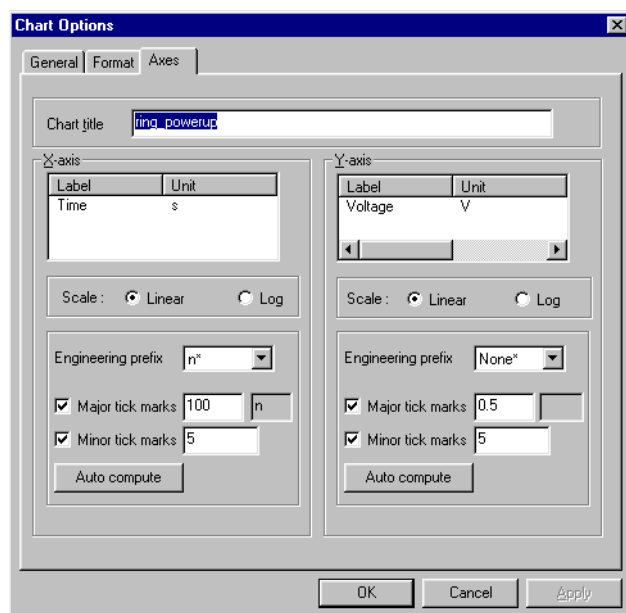 Chart Options
General Format Axes
Chart title ring_powerup
X-axis
Label Unit
Time s
Scale : Linear Log
Engineering prefix n*
Major tick marks 100 n
Minor tick marks 5
Auto compute
Y-axis
Label Unit
Voltage V
Scale : Linear Log
Engineering prefix None*
Major tick marks 0.5
Minor tick marks 5
Auto compute
OK Cancel Apply